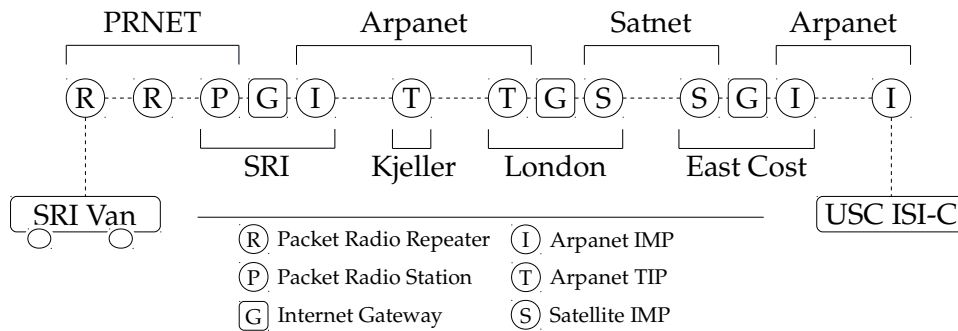 PRNET Arpanet Satnet Arpanet
R R P G I T T G S S G I I
SRI Kjeller London East Cost
SRI Van USC ISI-C
R Packet Radio Repeater I Arpanet IMP
P Packet Radio Station T Arpanet TIP
G Internet Gateway S Satellite IMP